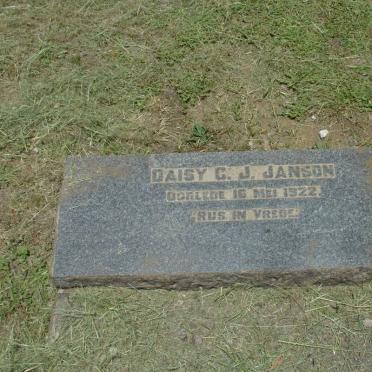 DAISY C. J. JANSON
OORLEDE 16 MEI 1922.
RUS IN VREDE.